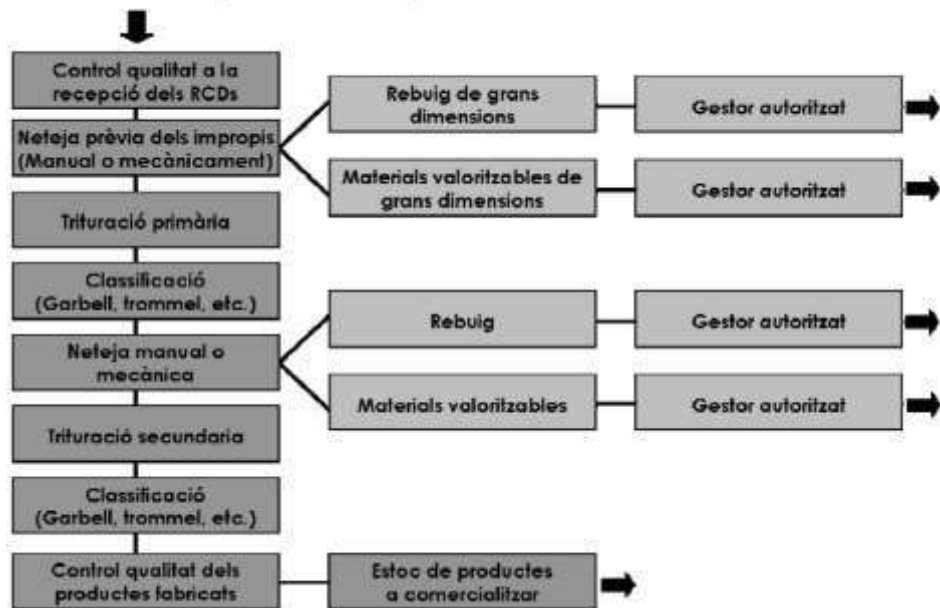 Control qualitat a la
recepció dels RCDs
Neteja prèvia dels impropis
(Manual o mecànicament)
Rebuig de grans
dimensions
Gestor autoritzat
Materials valoritzables de
grans dimensions
Gestor autoritzat
Trituració primària
Classificació
(Garbell, trommel, etc.)
Neteja manual o
mecànica
Rebuig
Gestor autoritzat
Materials valoritzables
Gestor autoritzat
Trituració secundaria
Classificació
(Garbell, trommel, etc.)
Control qualitat dels
productes fabricats
Estoc de productes
a comercialitzar